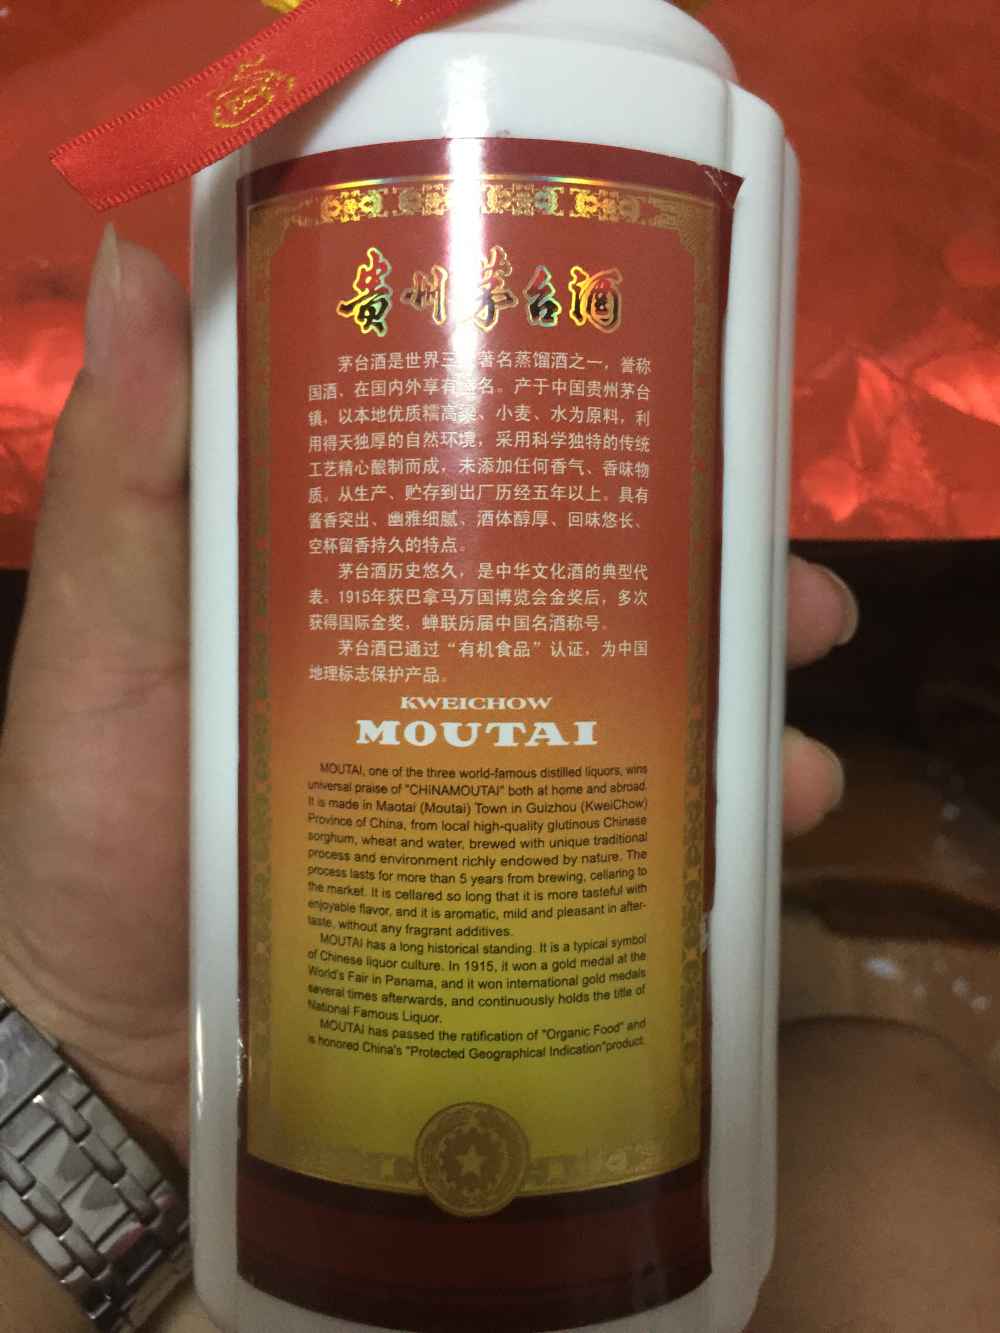 贵州茅台酒
茅台酒是世界三 著名蒸馏酒之一，誉称
国酒，在国内外享有 名。产于中国贵州茅台
镇，以本地优质糯高粱、小麦、水为原料，利
用得天独厚的自然环境，采用科学独特的传统
工艺精心酿制而成，未添加任何香气、香味物
质。从生产、贮存到出厂历经五年以上。具有
酱香突出、幽雅细腻、酒体醇厚、回味悠长、
空杯留香持久的特点。
茅台酒历史悠久，是中华文化酒的典型代
表。1915年获巴拿马万国博览会金奖后，多次
获得国际金奖，蝉联历届中国名酒称号。
茅台酒已通过“有机食品”认证，为中国
地理标志保护产品。
KWEICHOW
MOUTAI
MOUTAI, one of the three world-famous distilled liquors, wins
universal praise of "CHiNAMOUTAI" both at home and abroad.
It is made in Maotai (Moutai) Town in Guizhou (KweiChow)
Province of China, from local high-quality glutinous Chinese
sorghum, wheat and water, brewed with unique traditional
process and environment richly endowed by nature. The
process lasts for more than 5 years from brewing, cellaring to
the market. It is cellared so long that it is more tasteful with
enjoyable flavor, and it is aromatic, mild and pleasant in after-
taste, without any fragrant additives.
MOUTAI has a long historical standing. It is a typical symbol
of Chinese liquor culture. In 1915, it won a gold medal at the
World's Fair in Panama, and it won international gold medals
several times afterwards, and continuously holds the title of
National Famous Liquor.
MOUTAI has passed the ratification of "Organic Food" and
is honored China's "Protected Geographical Indication"product.